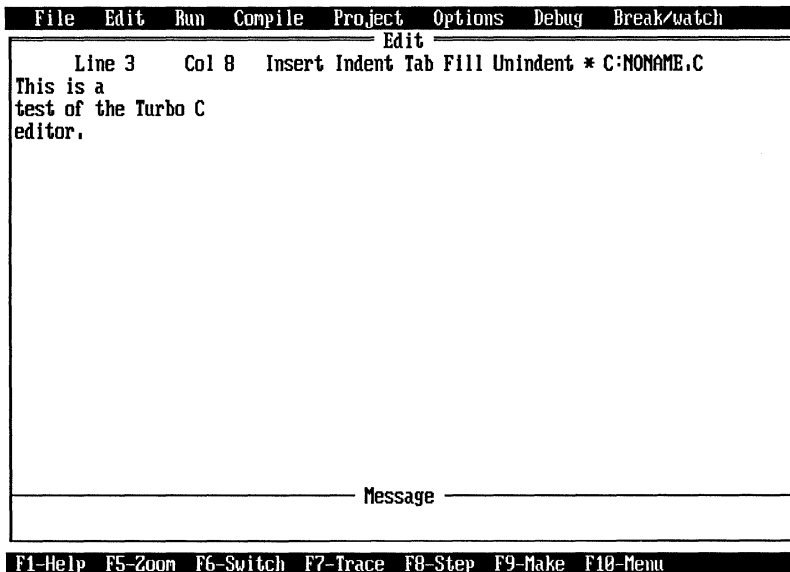 File Edit Run Compile Project Options Debug Break/watch
Edit
Line 3 Col 8 Insert Indent Tab Fill Unindent * C:NONAME.C
This is a
test of the Turbo C
editor.
Message
F1-Help F5-Zoom F6-Switch F7-Trace F8-Step F9-Make F10-Menu